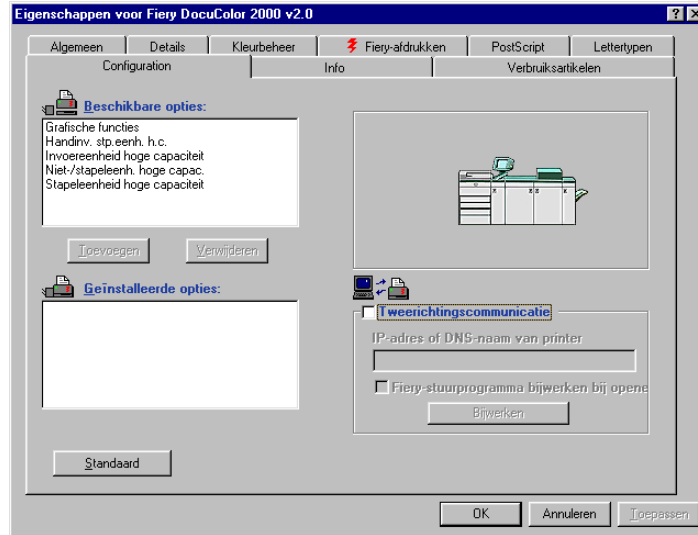 Eigenschappen voor Fiery DocuColor 2000 v2.0
Algemeen Details Kleurbeheer Fiery-afdrukken PostScript Lettertypen
Configuration Info Verbruiksartikelen
Beschikbare opties:
Grafische functies
Handinv. stp.eenh. h.c.
Invoereenheid hoge capaciteit
Niet-/stapeleenh. hoge capac.
Stapeleenheid hoge capaciteit
Toevoegen Verwijderen
Geïnstalleerde opties:
Tweerichtingscommunicatie
IP-adres of DNS-naam van printer
Fiery-stuurprogramma bijwerken bij opene
Bijwerken
Standaard
OK Annuleren Toepassen